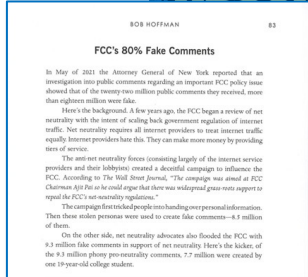 BOB HOFFMAN 83
FCC's 80% Fake Comments
In May of 2021 the Attorney General of New York reported that an
investigation into public comments regarding an important FCC policy issue
showed that of the twenty-two million public comments they received, more
than eighteen million were fake.
Here's the background. A few years ago, the FCC began a review of net
neutrality with the intent of scaling back government regulation of internet
traffic. Net neutrality requires all internet providers to treat internet traffic
equally. Internet providers hate this. They can make more money by providing
tiers of service.
The anti-net neutrality forces (consisting largely of the internet service
providers and their lobbyists) created a deceitful campaign to influence the
FCC. According to The Wall Street Journal, "The campaign was aimed at FCC
Chairman Ajit Pai so he could argue that there was widespread grass-roots support to
repeal the FCC's net-neutrality regulations."
The campaign first tricked people into handing over personal information.
Then these stolen personas were used to create fake comments—8.5 million
of them.
On the other side, net neutrality advocates also flooded the FCC with
9.3 million fake comments in support of net neutrality. Here's the kicker, of
the 9.3 million phony pro-neutrality comments, 7.7 million were created by
one 19-year-old college student.